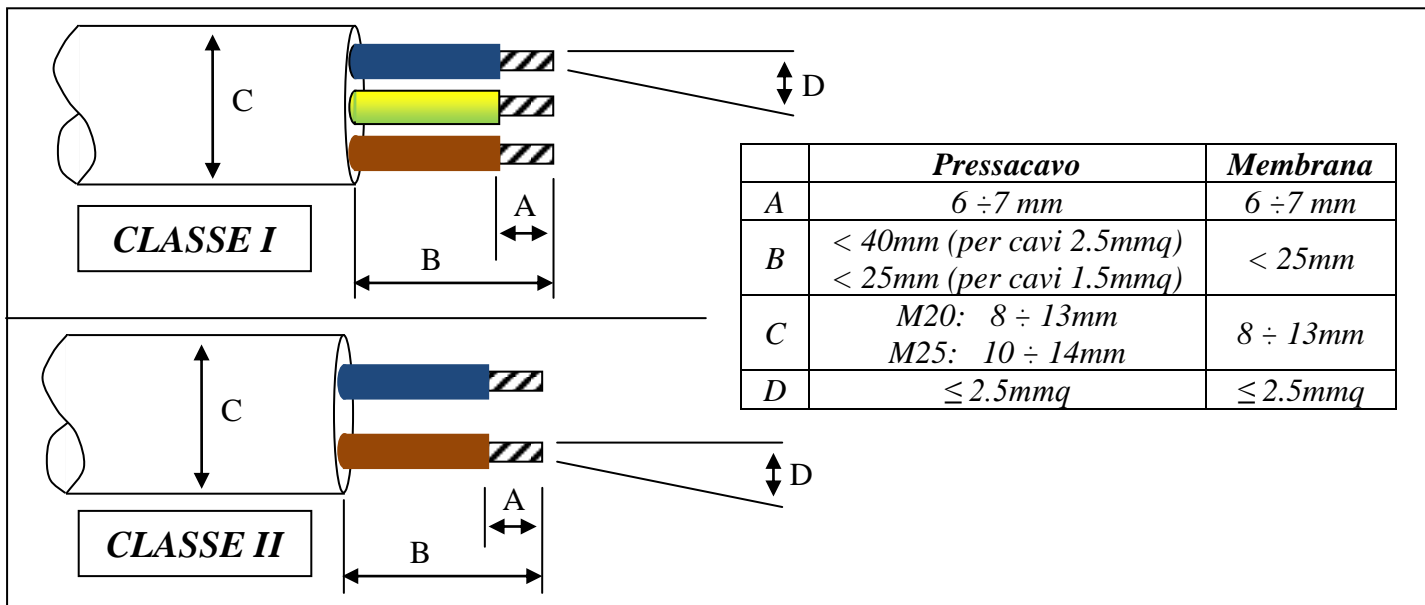 C
D
A
CLASSE I
B
Pressacavo Membrana
A 6 ÷7 mm 6 ÷7 mm
B < 40mm (per cavi 2.5mmq) < 25mm
< 25mm (per cavi 1.5mmq)
C M20: 8 ÷ 13mm 8 ÷ 13mm
M25: 10 ÷ 14mm
D ≤ 2.5mmq ≤ 2.5mmq
C
D
A
CLASSE II
B